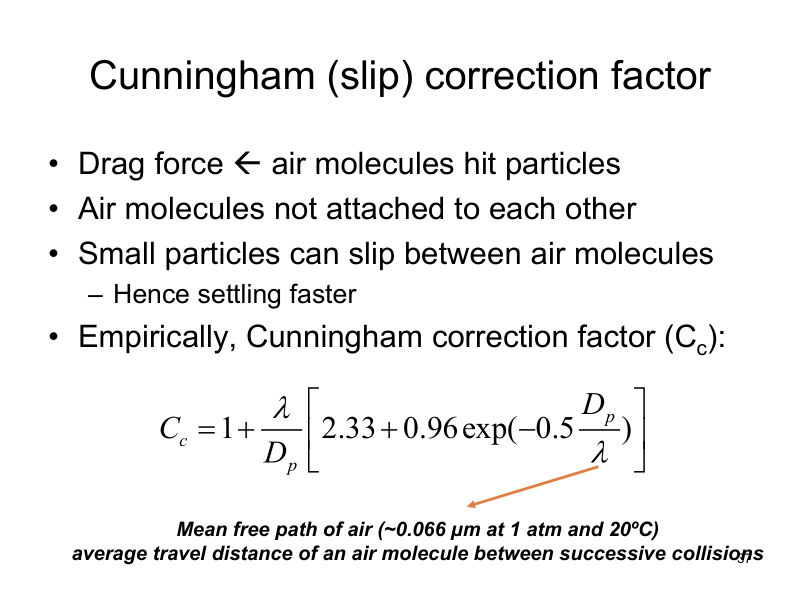 Cunningham (slip) correction factor
• Drag force ← air molecules hit particles
• Air molecules not attached to each other
• Small particles can slip between air molecules
– Hence settling faster
• Empirically, Cunningham correction factor (Cc):
Cc = 1 + λ/Dp [2.33 + 0.96 exp(−0.5 Dp/λ)]
Mean free path of air (~0.066 µm at 1 atm and 20ºC)
average travel distance of an air molecule between successive collisions